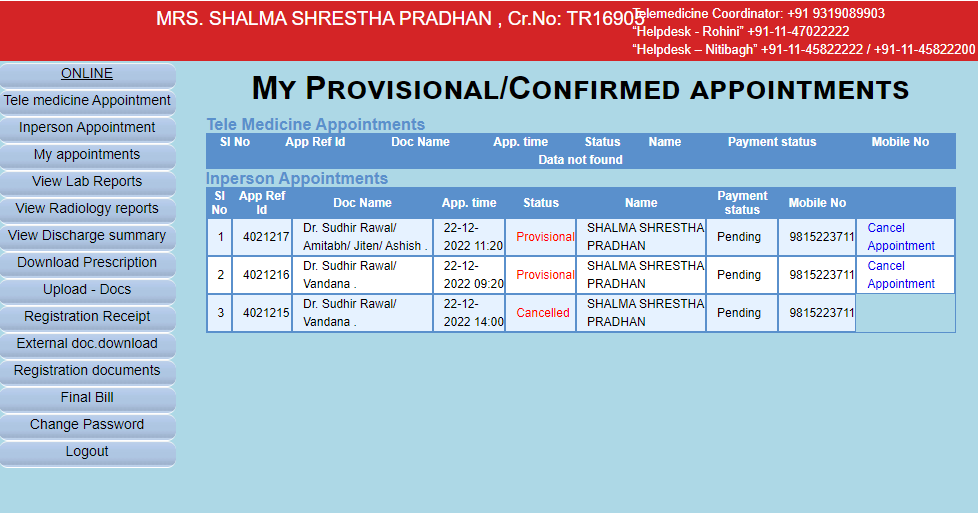 MRS. SHALMA SHRESTHA PRADHAN , Cr.No: TR16905
Telemedicine Coordinator: +91 9319089903
"Helpdesk - Rohini" +91-11-47022222
"Helpdesk – Nitibagh" +91-11-45822222 / +91-11-45822200
ONLINE
Tele medicine Appointment
Inperson Appointment
My appointments
View Lab Reports
View Radiology reports
View Discharge summary
Download Prescription
Upload - Docs
Registration Receipt
External doc.download
Registration documents
Final Bill
Change Password
Logout
My Provisional/Confirmed appointments
Tele Medicine Appointments
Sl No App Ref Id Doc Name App. time Status Name Payment status Mobile No
Data not found
Inperson Appointments
Sl No App Ref Id Doc Name App. time Status Name Payment status Mobile No
1 4021217 Dr. Sudhir Rawal/ Amitabh/ Jiten/ Ashish . 22-12-2022 11:20 Provisional SHALMA SHRESTHA PRADHAN Pending 9815223711 Cancel Appointment
2 4021216 Dr. Sudhir Rawal/ Vandana . 22-12-2022 09:20 Provisional SHALMA SHRESTHA PRADHAN Pending 9815223711 Cancel Appointment
3 4021215 Dr. Sudhir Rawal/ Vandana . 22-12-2022 14:00 Cancelled SHALMA SHRESTHA PRADHAN Pending 9815223711